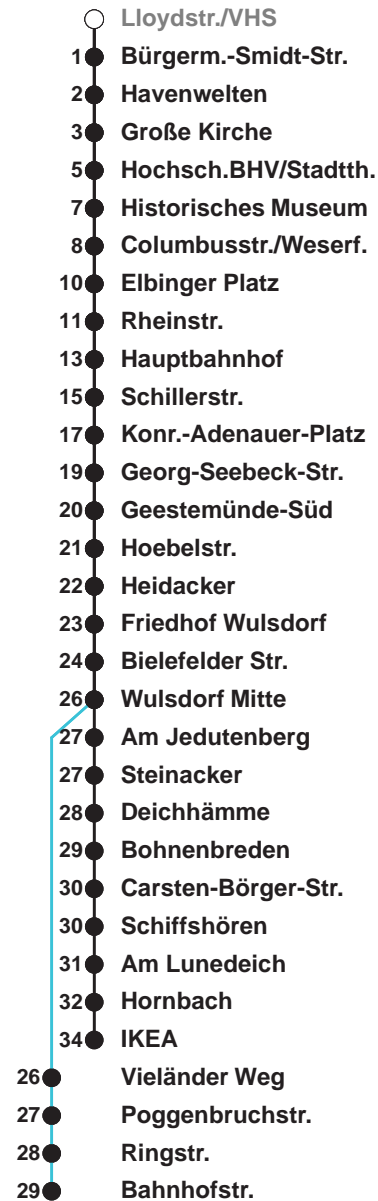 Lloydstr./VHS
1 Bürgerm.-Smidt-Str.
2 Havenwelten
3 Große Kirche
5 Hochsch.BHV/Stadtth.
7 Historisches Museum
8 Columbusstr./Weserf.
10 Elbinger Platz
11 Rheinstr.
13 Hauptbahnhof
15 Schillerstr.
17 Konr.-Adenauer-Platz
19 Georg-Seebeck-Str.
20 Geestemünde-Süd
21 Hoebelstr.
22 Heidacker
23 Friedhof Wulsdorf
24 Bielefelder Str.
26 Wulsdorf Mitte
27 Am Jedutenberg
27 Steinacker
28 Deichhämme
29 Bohnenbreden
30 Carsten-Börger-Str.
30 Schiffshören
31 Am Lunedeich
32 Hornbach
34 IKEA
26 Vieländer Weg
27 Poggenbruchstr.
28 Ringstr.
29 Bahnhofstr.